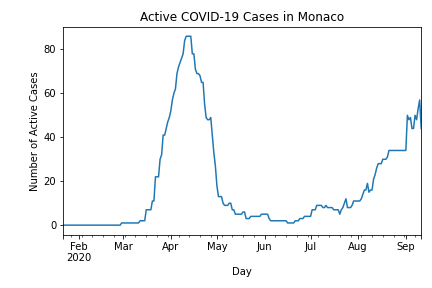 Active COVID-19 Cases in Monaco
Number of Active Cases
80
60
40
20
0
Feb Mar Apr May Jun Jul Aug Sep
2020
Day